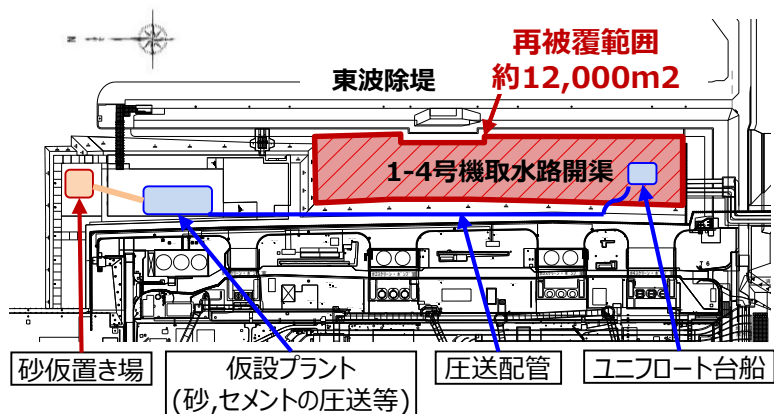 N
再被覆範囲
約12,000m2
東波除堤
1-4号機取水路開渠
砂仮置き場
仮設プラント
(砂,セメントの圧送等)
圧送配管
ユニフロート台船